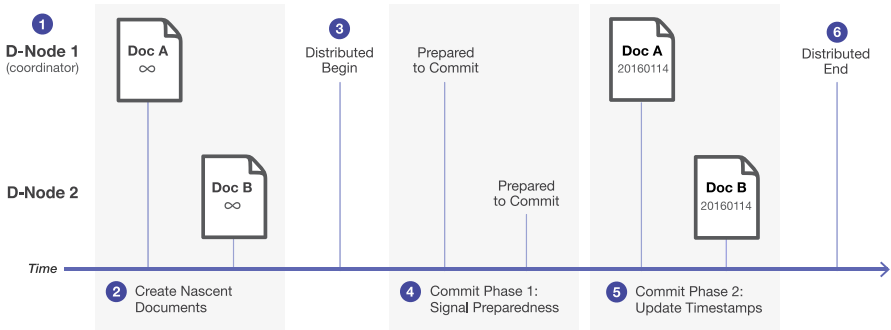 1
D-Node 1
(coordinator)
Doc A
∞
Doc B
∞
D-Node 2
3
Distributed
Begin
Prepared
to Commit
Prepared
to Commit
Doc A
20160114
Doc B
20160114
6
Distributed
End
Time
2 Create Nascent
Documents
4 Commit Phase 1:
Signal Preparedness
5 Commit Phase 2:
Update Timestamps